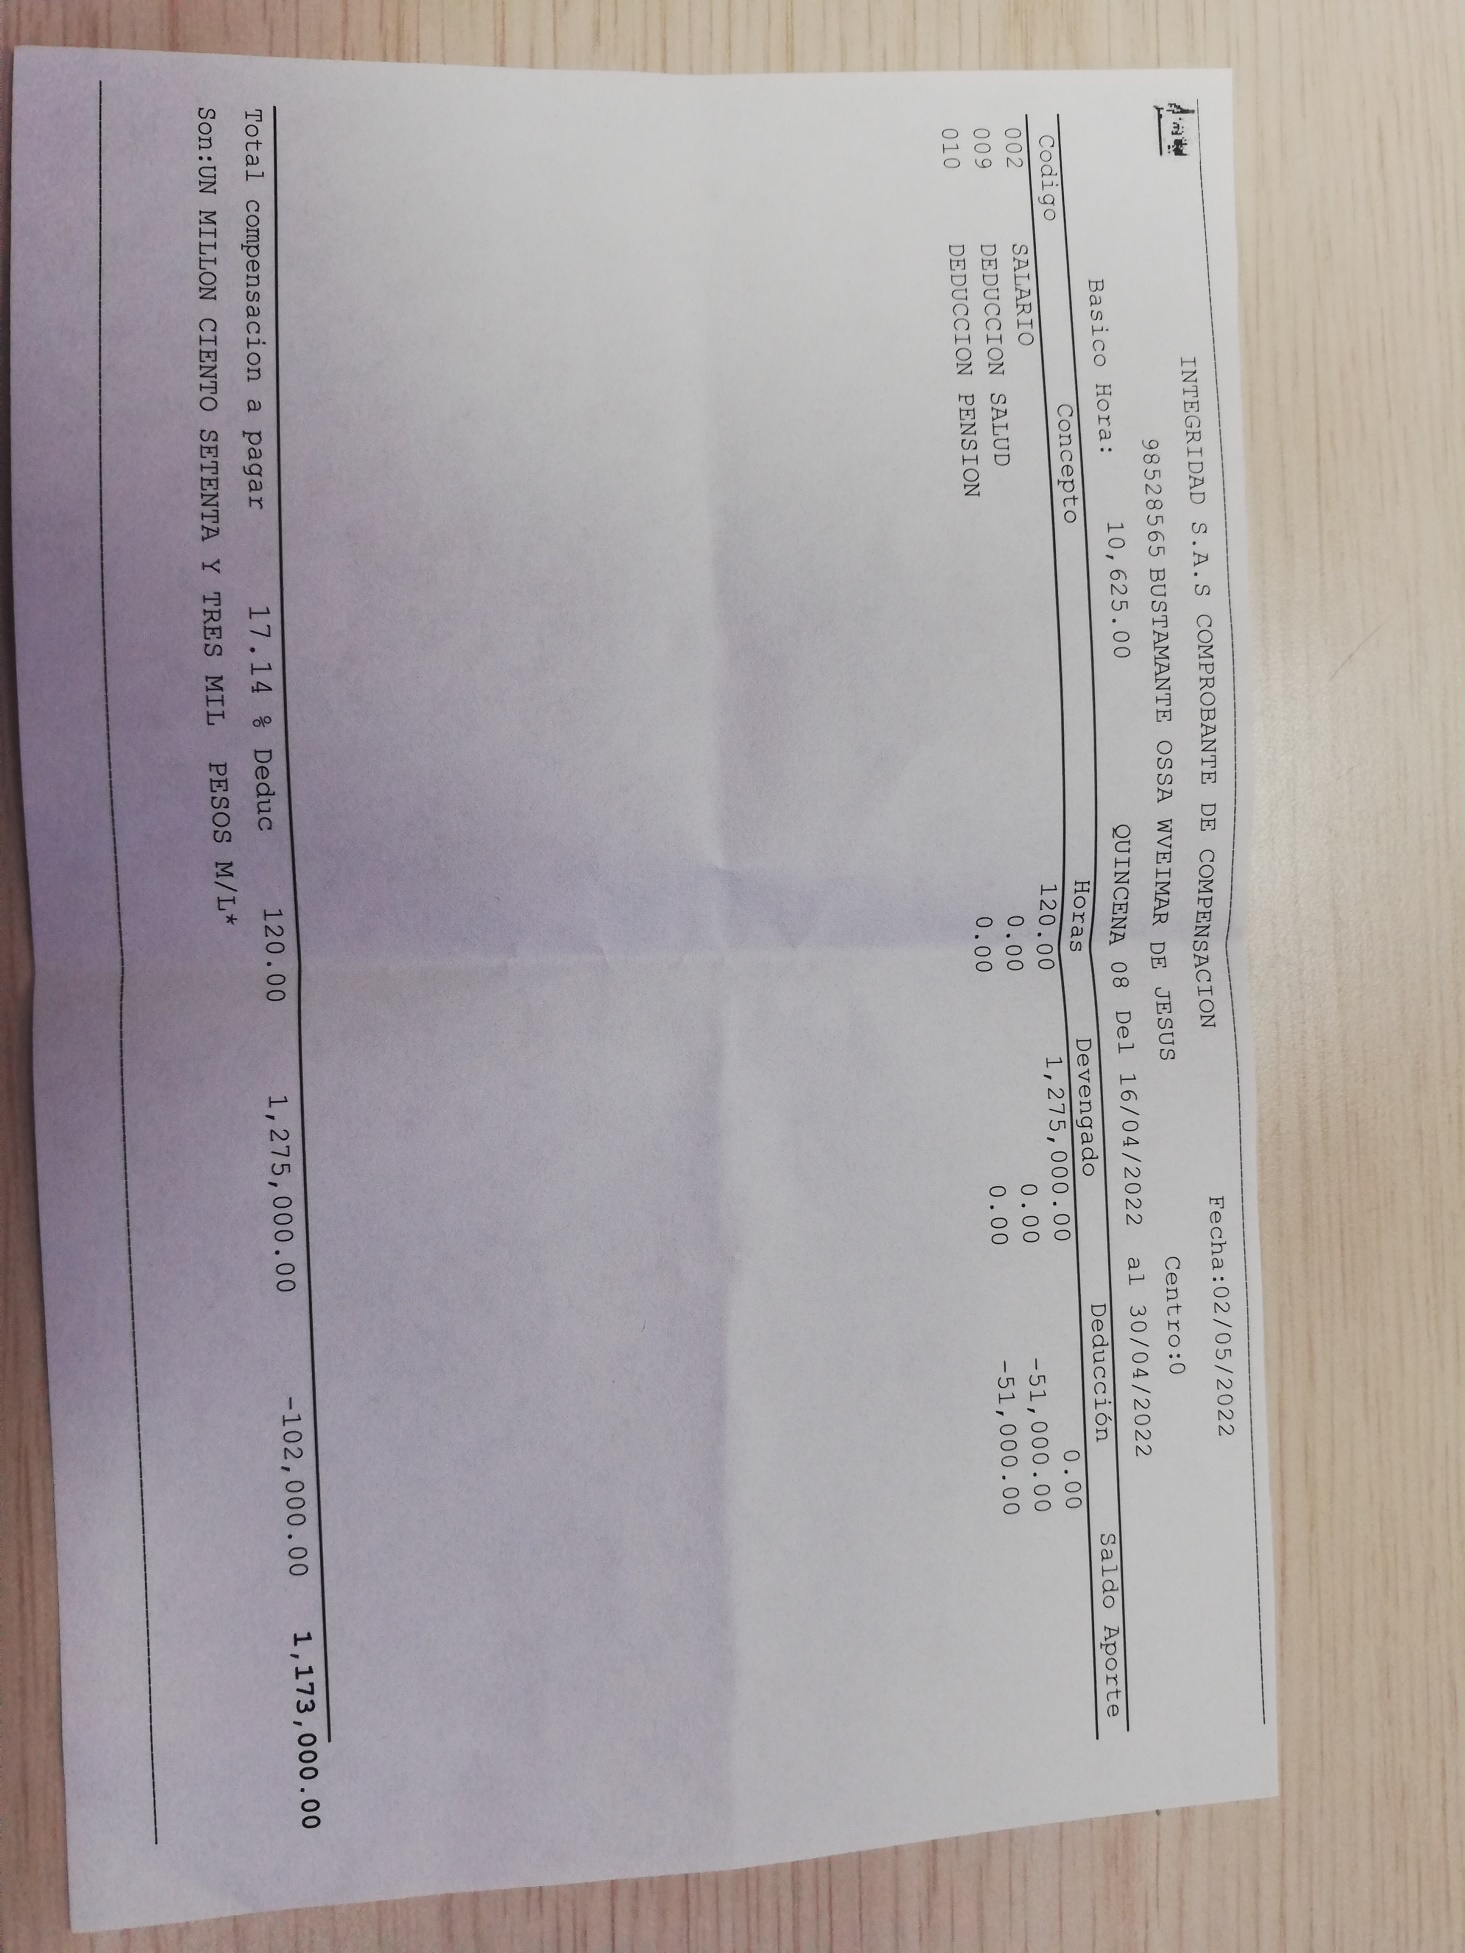 INTEGRIDAD S.A.S COMPROBANTE DE COMPENSACION Fecha:02/05/2022
98528565 BUSTAMANTE OSSA WVEIMAR DE JESUS Centro:0
Basico Hora: 10,625.00 QUINCENA 08 Del 16/04/2022 al 30/04/2022
Codigo Concepto Horas Devengado Deducción Saldo Aporte
002 SALARIO 120.00 1,275,000.00 0.00
009 DEDUCCION SALUD 0.00 0.00 -51,000.00
010 DEDUCCION PENSION 0.00 0.00 -51,000.00
Total compensacion a pagar 17.14 % Deduc 120.00 1,275,000.00 -102,000.00 1,173,000.00
Son:UN MILLON CIENTO SETENTA Y TRES MIL PESOS M/L*